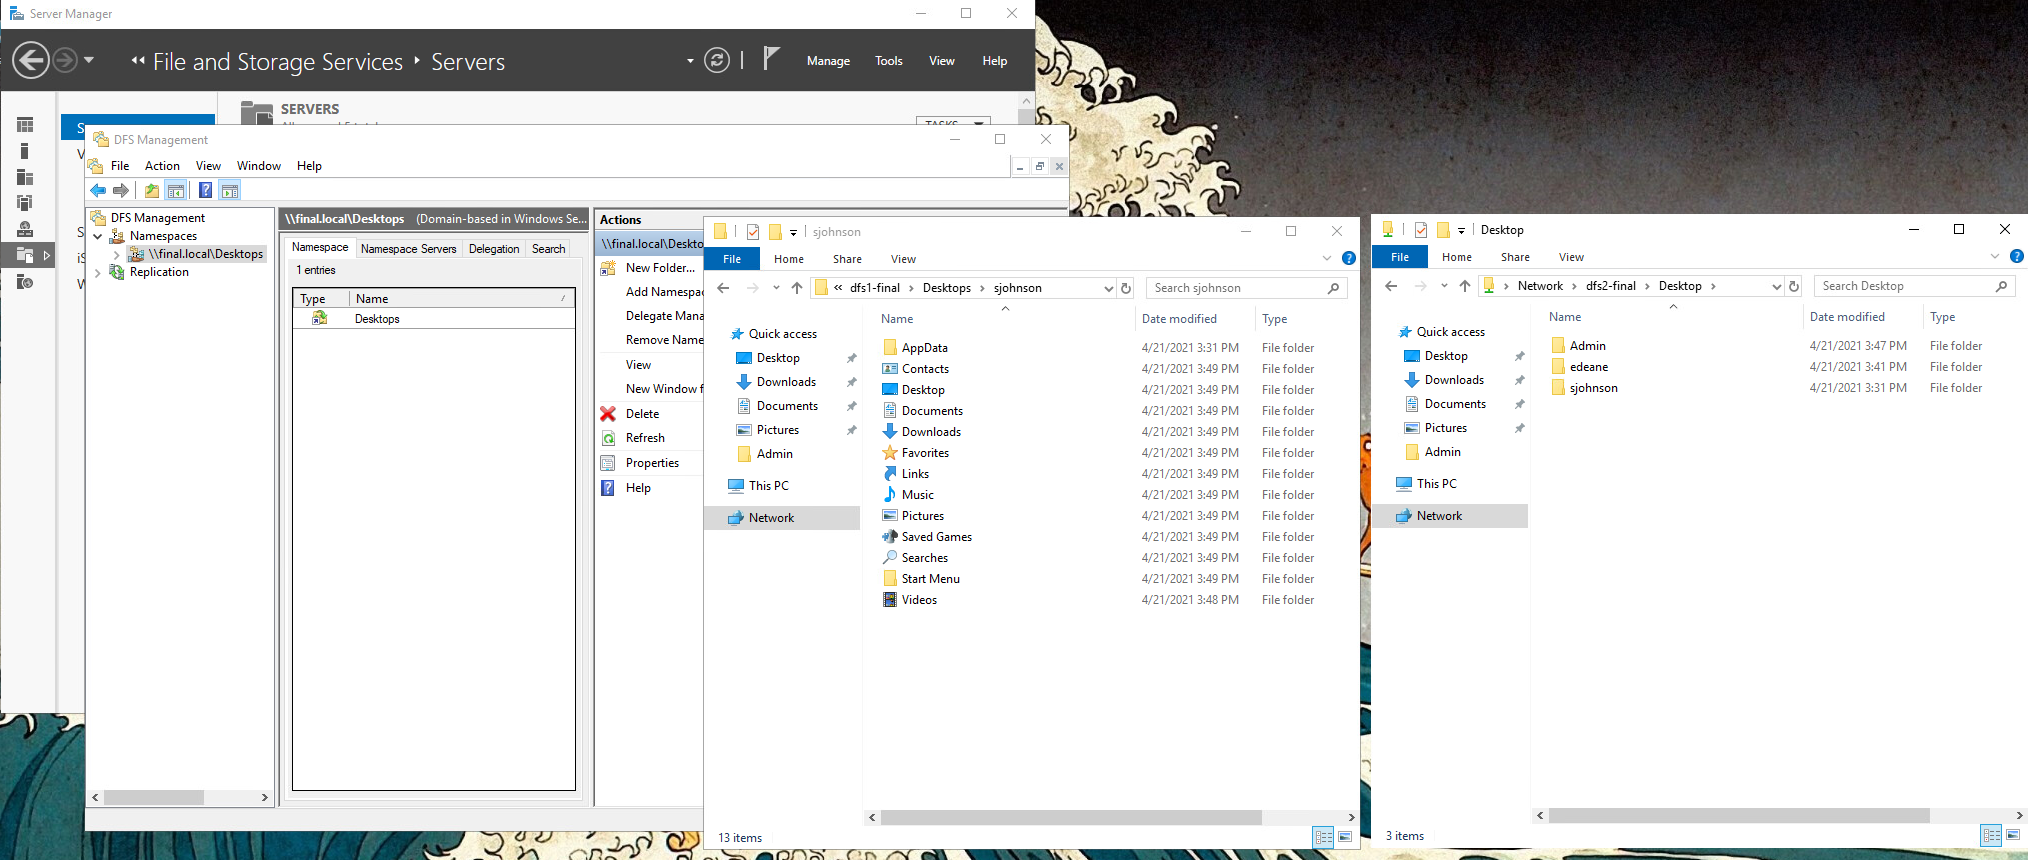 Server Manager
File and Storage Services Servers
Manage Tools View Help
SERVERS
DFS Management
File Action View Window Help
DFS Management
Namespaces
\\final.local\Desktops
Replication
\\final.local\Desktops (Domain-based in Windows Se...
Namespace Namespace Servers Delegation Search
1 entries
Type Name
Desktops
Actions
\\final.local\Deskto
New Folder...
Add Namespac
Delegate Mana
Remove Name
View
New Window f
Delete
Refresh
Properties
Help
sjohnson
File Home Share View
« dfs1-final Desktops sjohnson
Search sjohnson
Quick access
Desktop
Downloads
Documents
Pictures
Admin
This PC
Network
Name Date modified Type
AppData 4/21/2021 3:31 PM File folder
Contacts 4/21/2021 3:49 PM File folder
Desktop 4/21/2021 3:49 PM File folder
Documents 4/21/2021 3:49 PM File folder
Downloads 4/21/2021 3:49 PM File folder
Favorites 4/21/2021 3:49 PM File folder
Links 4/21/2021 3:49 PM File folder
Music 4/21/2021 3:49 PM File folder
Pictures 4/21/2021 3:49 PM File folder
Saved Games 4/21/2021 3:49 PM File folder
Searches 4/21/2021 3:49 PM File folder
Start Menu 4/21/2021 3:49 PM File folder
Videos 4/21/2021 3:48 PM File folder
13 items
Desktop
File Home Share View
Network dfs2-final Desktop
Search Desktop
Quick access
Desktop
Downloads
Documents
Pictures
Admin
This PC
Network
Name Date modified Type
Admin 4/21/2021 3:47 PM File folder
edeane 4/21/2021 3:41 PM File folder
sjohnson 4/21/2021 3:31 PM File folder
3 items